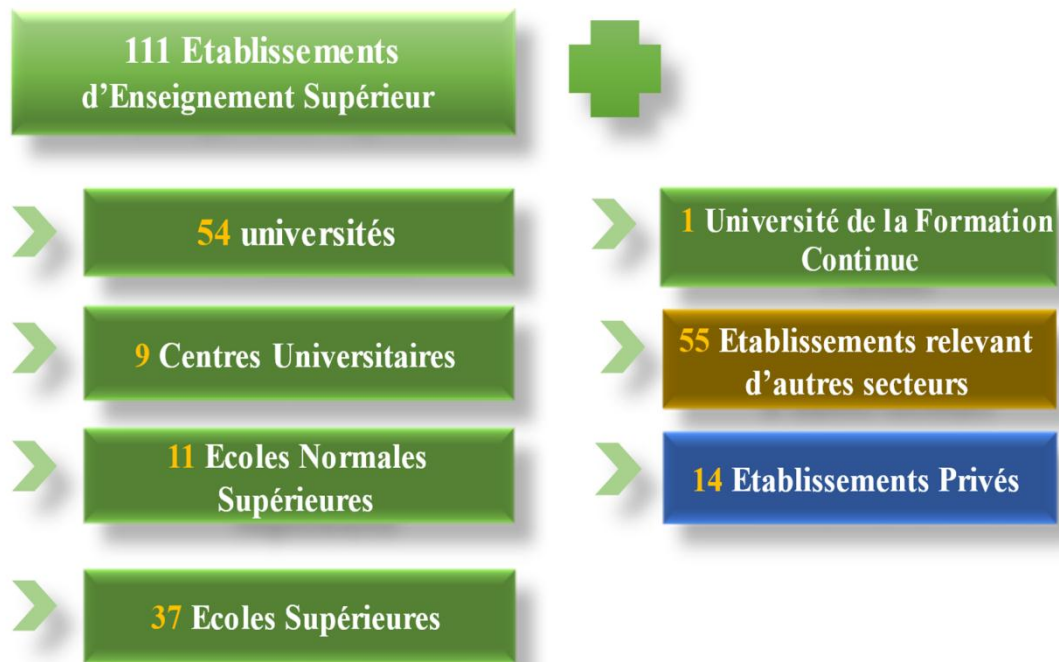 111 Etablissements
d’Enseignement Supérieur
54 universités
9 Centres Universitaires
11 Ecoles Normales
Supérieures
37 Ecoles Supérieures
1 Université de la Formation
Continue
55 Etablissements relevant
d’autres secteurs
14 Etablissements Privés